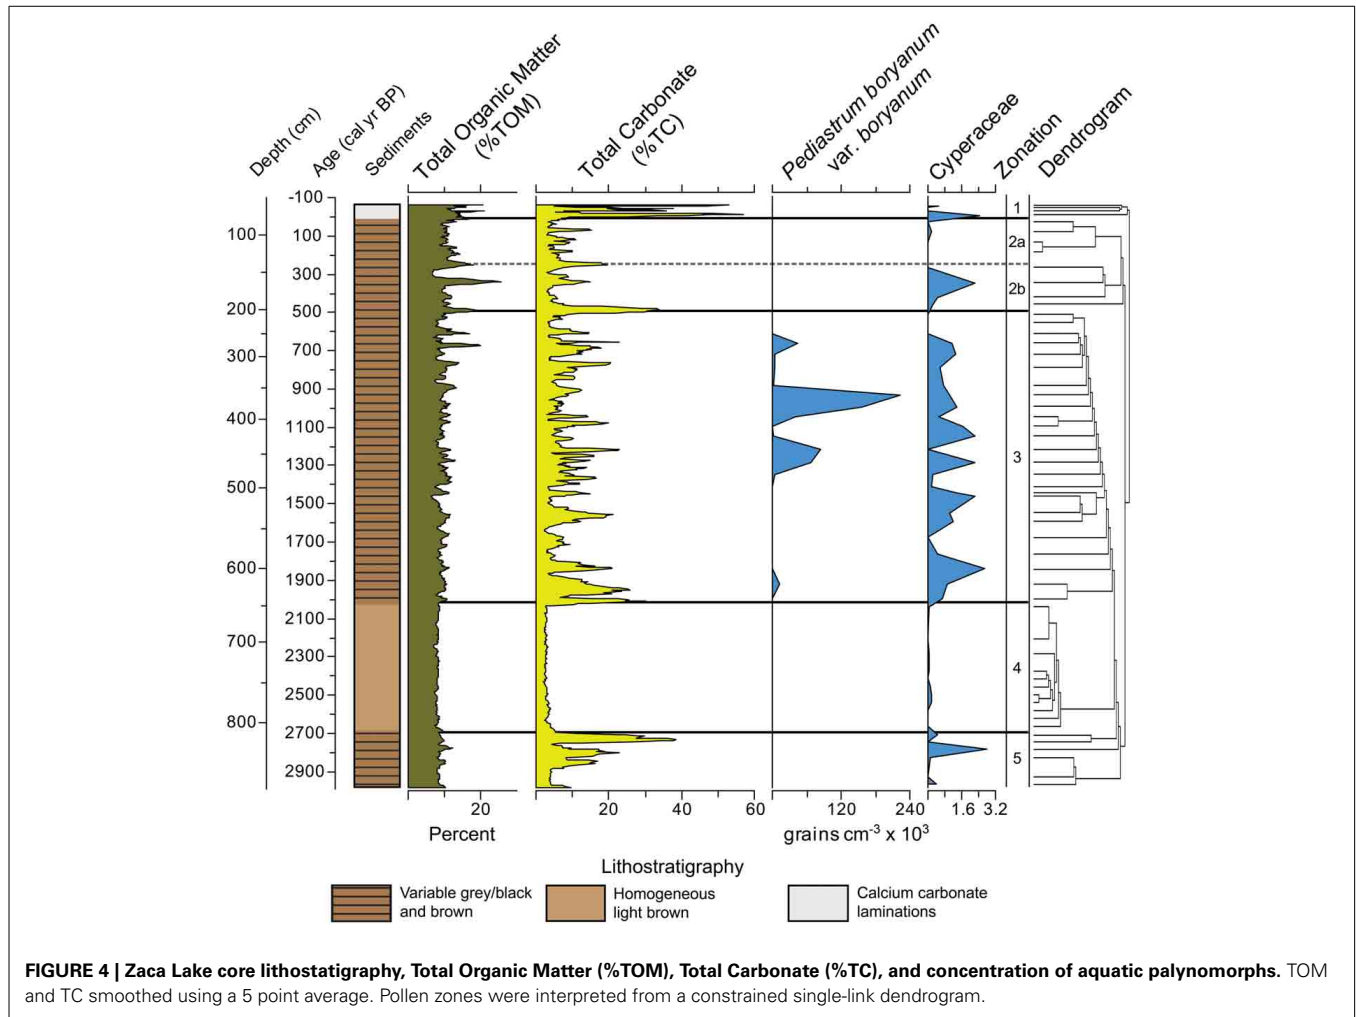 Depth (cm)
Age (cal yr BP)
Sediments
Total Organic Matter
(%TOM)
Total Carbonate
(%TC)
Pediastrum boryanum
var. boryanum
Cyperaceae
Zonation
Dendrogram
100
200
300
400
500
600
700
800
-100
100
300
500
700
900
1100
1300
1500
1700
1900
2100
2300
2500
2700
2900
1
2a
2b
3
4
5
20
20 40 60
120 240
1.6 3.2
Percent
grains cm-3 x 103
Lithostratigraphy
Variable grey/black
and brown
Homogeneous
light brown
Calcium carbonate
laminations
FIGURE 4 | Zaca Lake core lithostatigraphy, Total Organic Matter (%TOM), Total Carbonate (%TC), and concentration of aquatic palynomorphs. TOM
and TC smoothed using a 5 point average. Pollen zones were interpreted from a constrained single-link dendrogram.